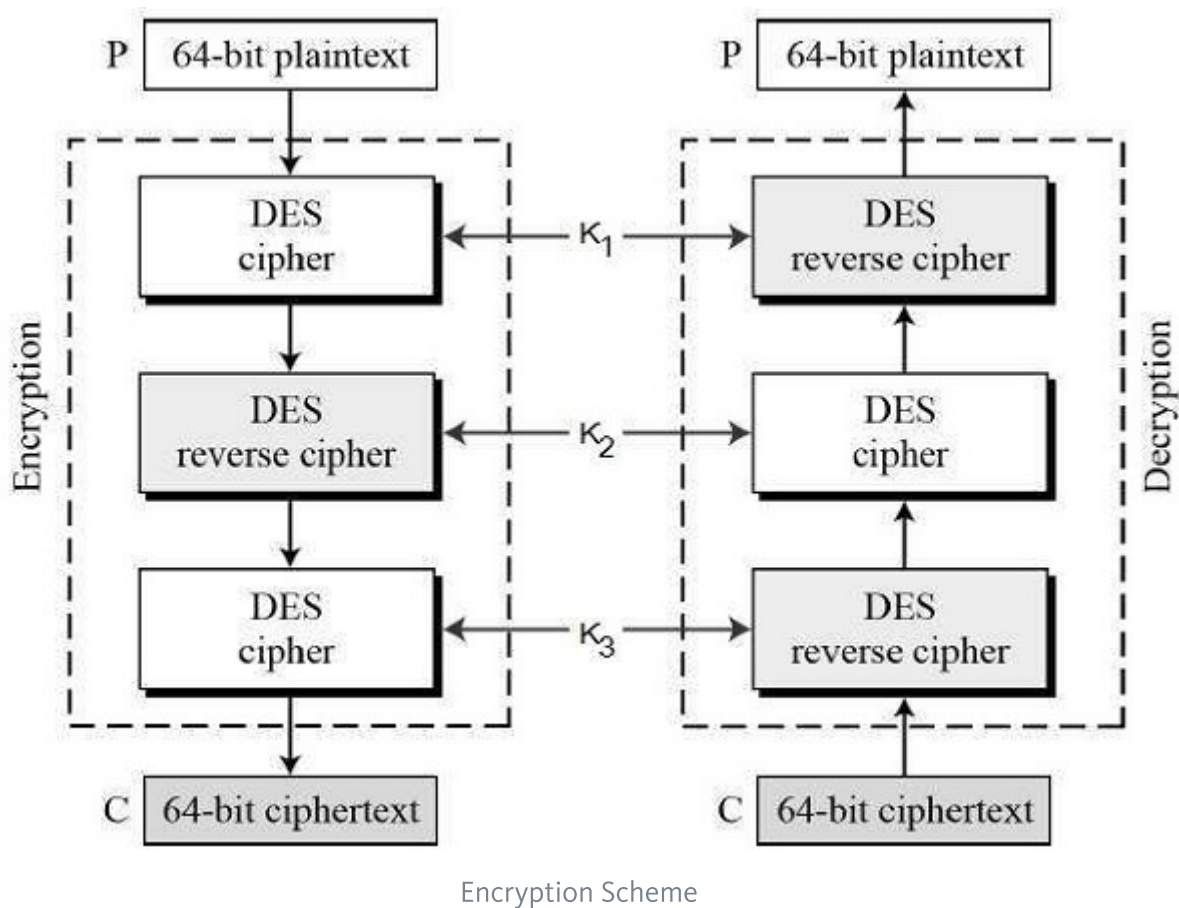 P 64-bit plaintext
DES
cipher
DES
reverse cipher
DES
cipher
C 64-bit ciphertext
Encryption
K1
K2
K3
P 64-bit plaintext
DES
reverse cipher
DES
cipher
DES
reverse cipher
C 64-bit ciphertext
Decryption
Encryption Scheme